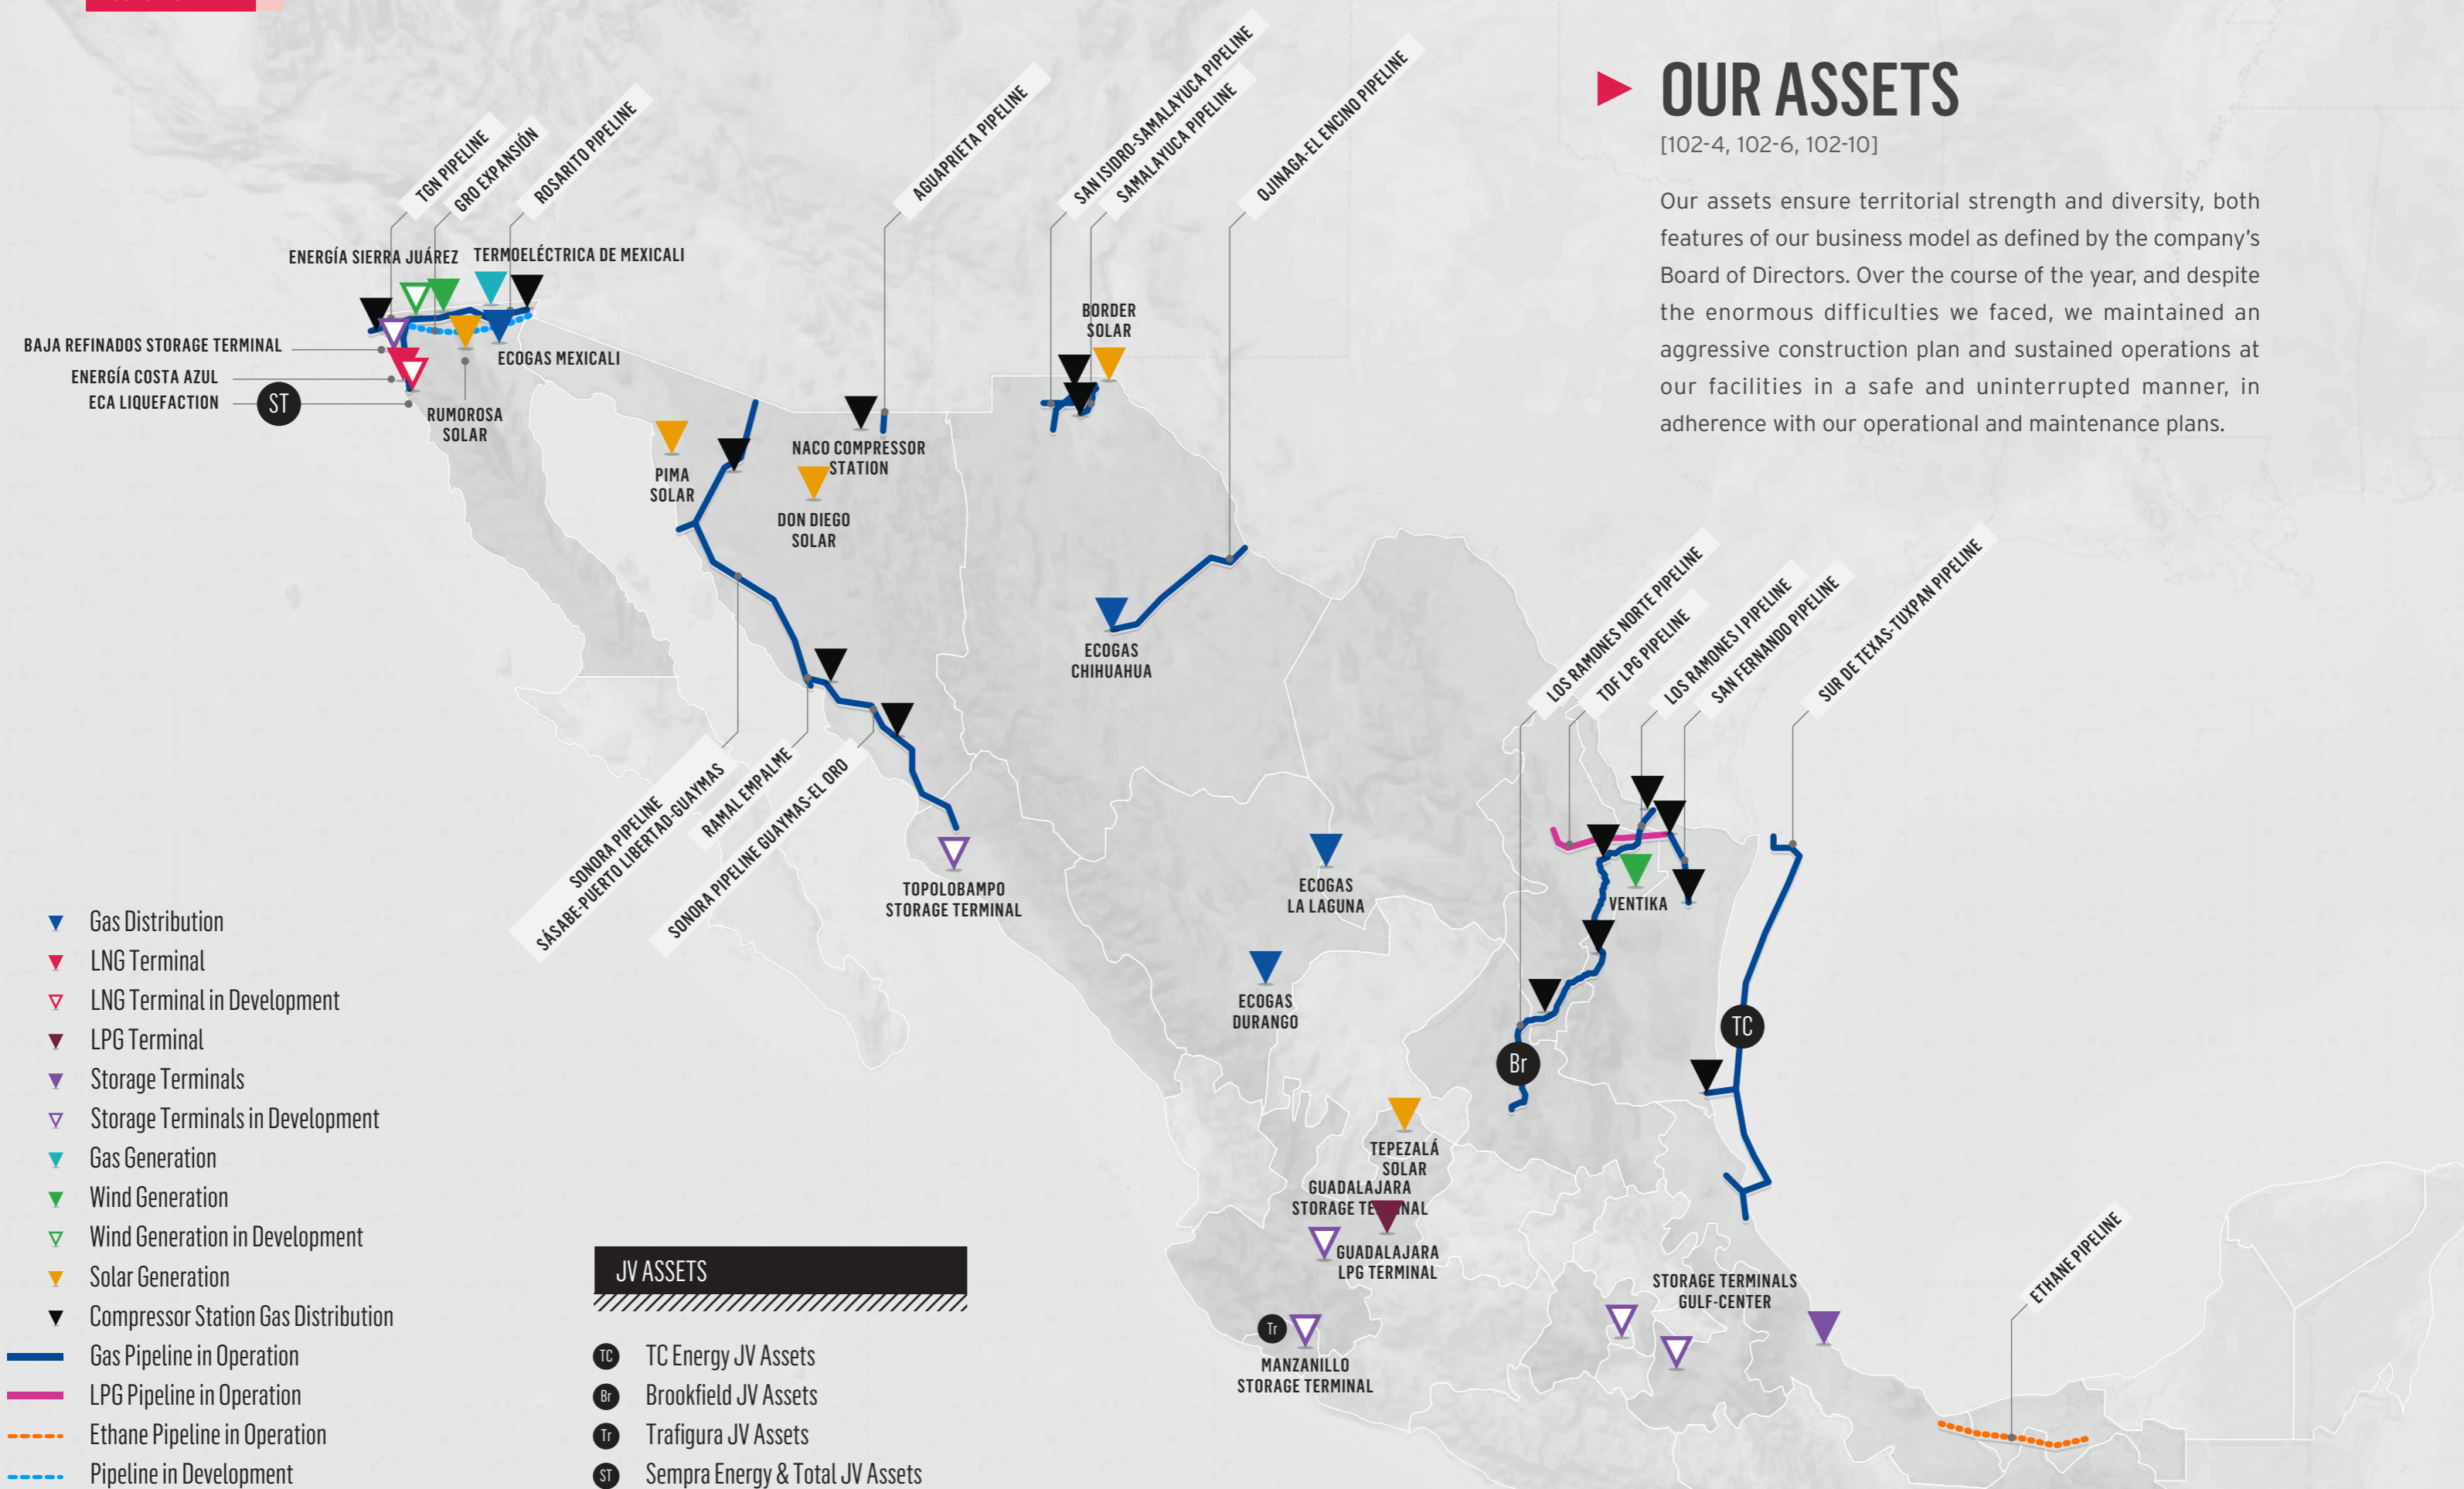 OUR ASSETS
[102-4, 102-6, 102-10]
Our assets ensure territorial strength and diversity, both
features of our business model as defined by the company's
Board of Directors. Over the course of the year, and despite
the enormous difficulties we faced, we maintained an
aggressive construction plan and sustained operations at
our facilities in a safe and uninterrupted manner, in
adherence with our operational and maintenance plans.
TGN PIPELINE
GRO EXPANSIÓN
ROSARITO PIPELINE
AGUAPRIETA PIPELINE
SAN ISIDRO-SAMALAYUCA PIPELINE
SAMALAYUCA PIPELINE
OJINAGA-EL ENCINO PIPELINE
ENERGÍA SIERRA JUÁREZ
TERMOELÉCTRICA DE MEXICALI
BAJA REFINADOS STORAGE TERMINAL
ENERGÍA COSTA AZUL
ECA LIQUEFACTION
ST
ECOGAS MEXICALI
RUMOROSA
SOLAR
PIMA
SOLAR
NACO COMPRESSOR
STATION
DON DIEGO
SOLAR
BORDER
SOLAR
ECOGAS
CHIHUAHUA
LOS RAMONES NORTE PIPELINE
TDF LPG PIPELINE
LOS RAMONES I PIPELINE
SAN FERNANDO PIPELINE
SUR DE TEXAS-TUXPAN PIPELINE
SONORA PIPELINE
SÁSABE-PUERTO LIBERTAD-GUAYMAS
RAMAL EMPALME
SONORA PIPELINE GUAYMAS-EL ORO
TOPOLOBAMPO
STORAGE TERMINAL
ECOGAS
LA LAGUNA
VENTIKA
ECOGAS
DURANGO
TC
Br
TEPEZALÁ
SOLAR
GUADALAJARA
STORAGE TE NAL
GUADALAJARA
LPG TERMINAL
Tr
MANZANILLO
STORAGE TERMINAL
STORAGE TERMINALS
GULF-CENTER
ETHANE PIPELINE
Gas Distribution
LNG Terminal
LNG Terminal in Development
LPG Terminal
Storage Terminals
Storage Terminals in Development
Gas Generation
Wind Generation
Wind Generation in Development
Solar Generation
Compressor Station Gas Distribution
Gas Pipeline in Operation
LPG Pipeline in Operation
Ethane Pipeline in Operation
Pipeline in Development
JV ASSETS
TC TC Energy JV Assets
Br Brookfield JV Assets
Tr Trafigura JV Assets
ST Sempra Energy & Total JV Assets